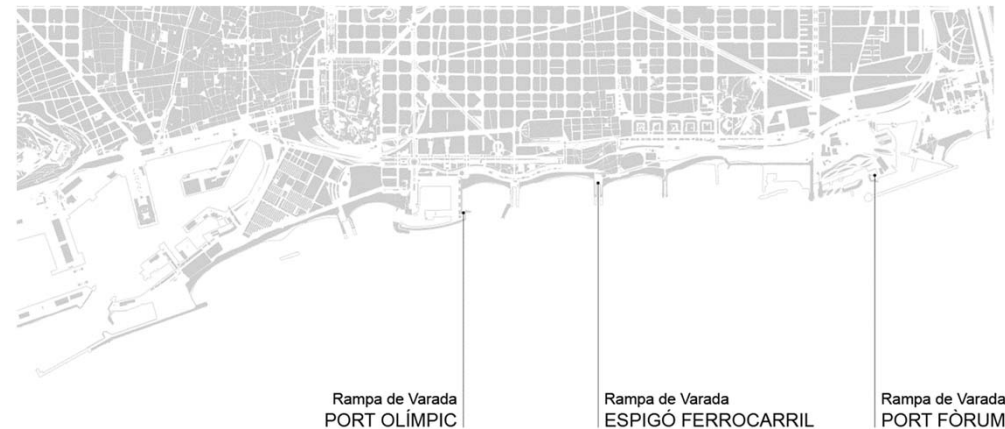 Rampa de Varada
PORT OLÍMPIC
Rampa de Varada
ESPIGÓ FERROCARRIL
Rampa de Varada
PORT FÒRUM